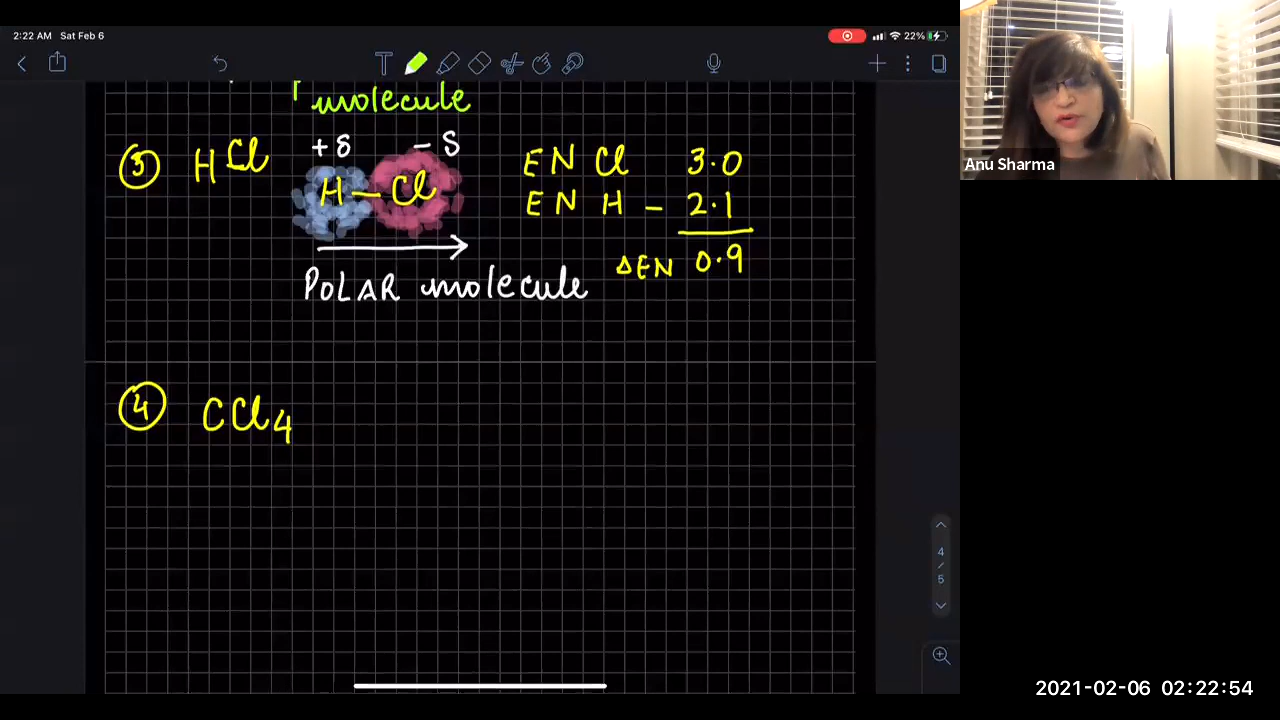 2:22 AM Sat Feb 6
22%
T
molecule
3 HCl +δ -δ EN Cl 3.0
H-Cl EN H - 2.1
ΔEN 0.9
POLAR molecule
4 CCl4
4
/
5
Anu Sharma
2021-02-06 02:22:54